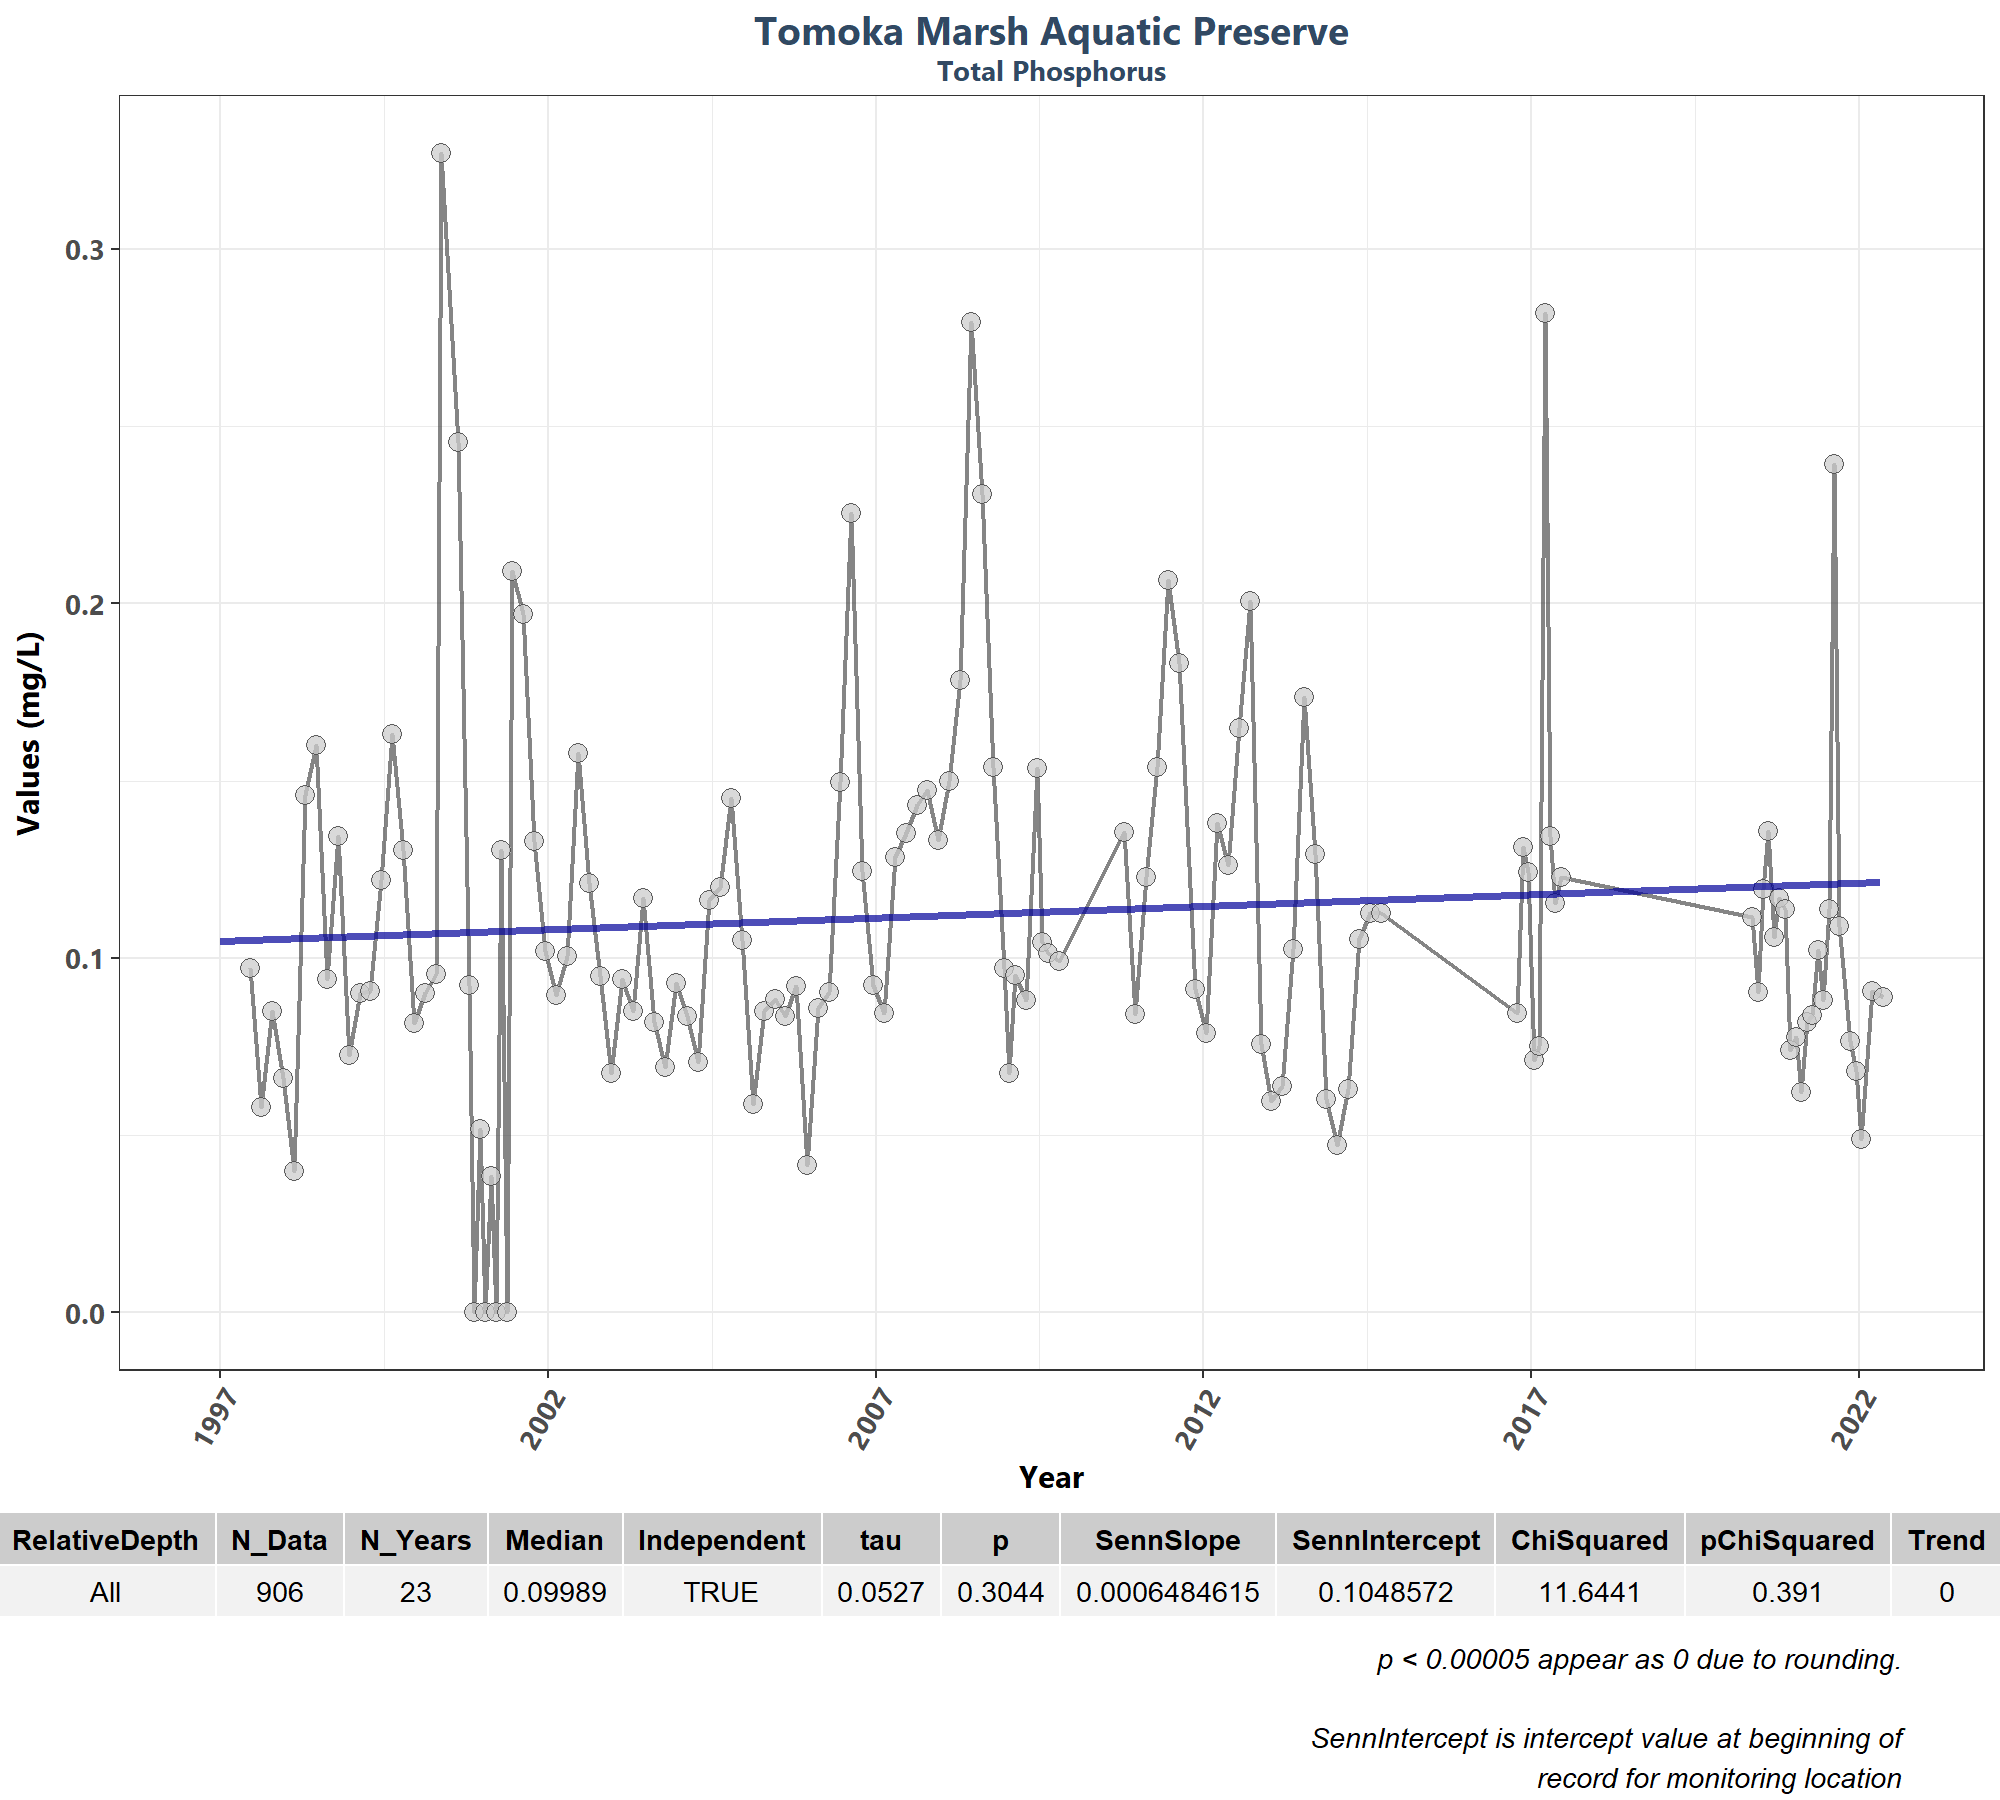 Tomoka Marsh Aquatic Preserve
Total Phosphorus
Values (mg/L)
0.3
0.2
0.1
0.0
1997 2002 2007 2012 2017 2022
Year
RelativeDepth N_Data N_Years Median Independent tau p SennSlope SennIntercept ChiSquared pChiSquared Trend
All 906 23 0.09989 TRUE 0.0527 0.3044 0.0006484615 0.1048572 11.6441 0.391 0
p < 0.00005 appear as 0 due to rounding.
SennIntercept is intercept value at beginning of
record for monitoring location